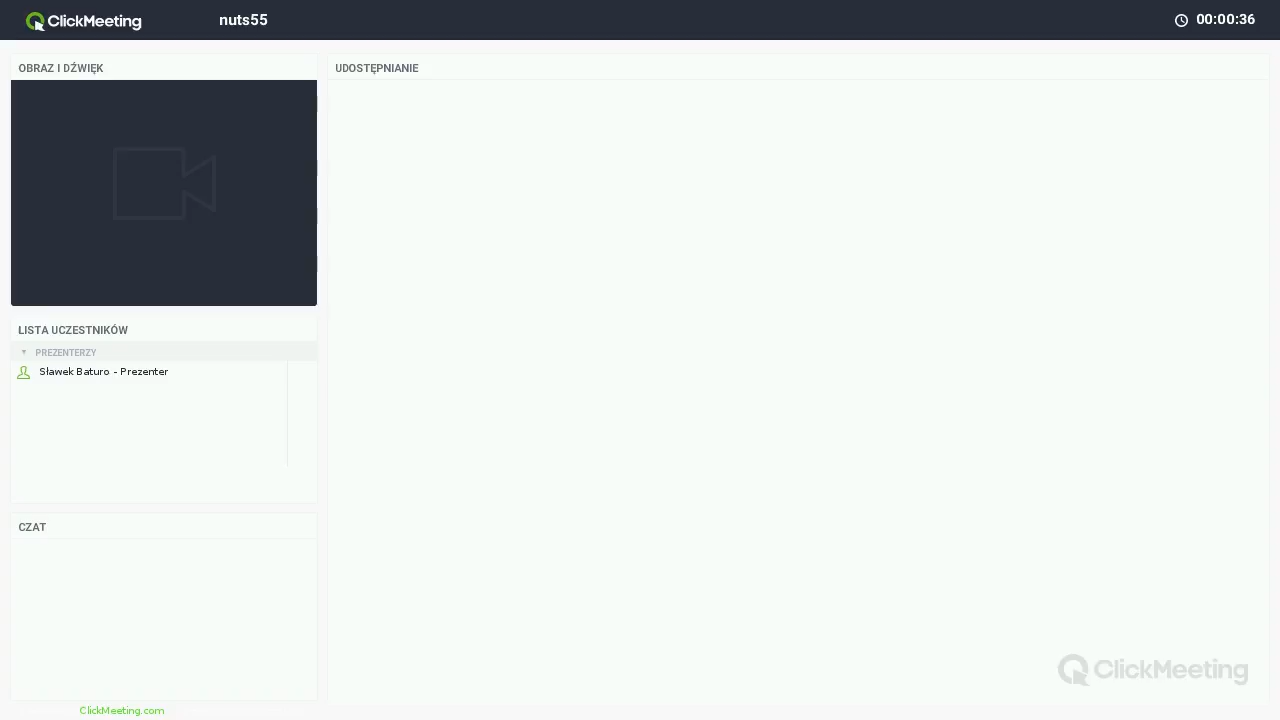 ClickMeeting
nuts55
00:00:36
OBRAZ I DŹWIĘK
UDOSTĘPNIANIE
LISTA UCZESTNIKÓW
PREZENTERZY
Sławek Baturo - Prezenter
CZAT
ClickMeeting
ClickMeeting.com